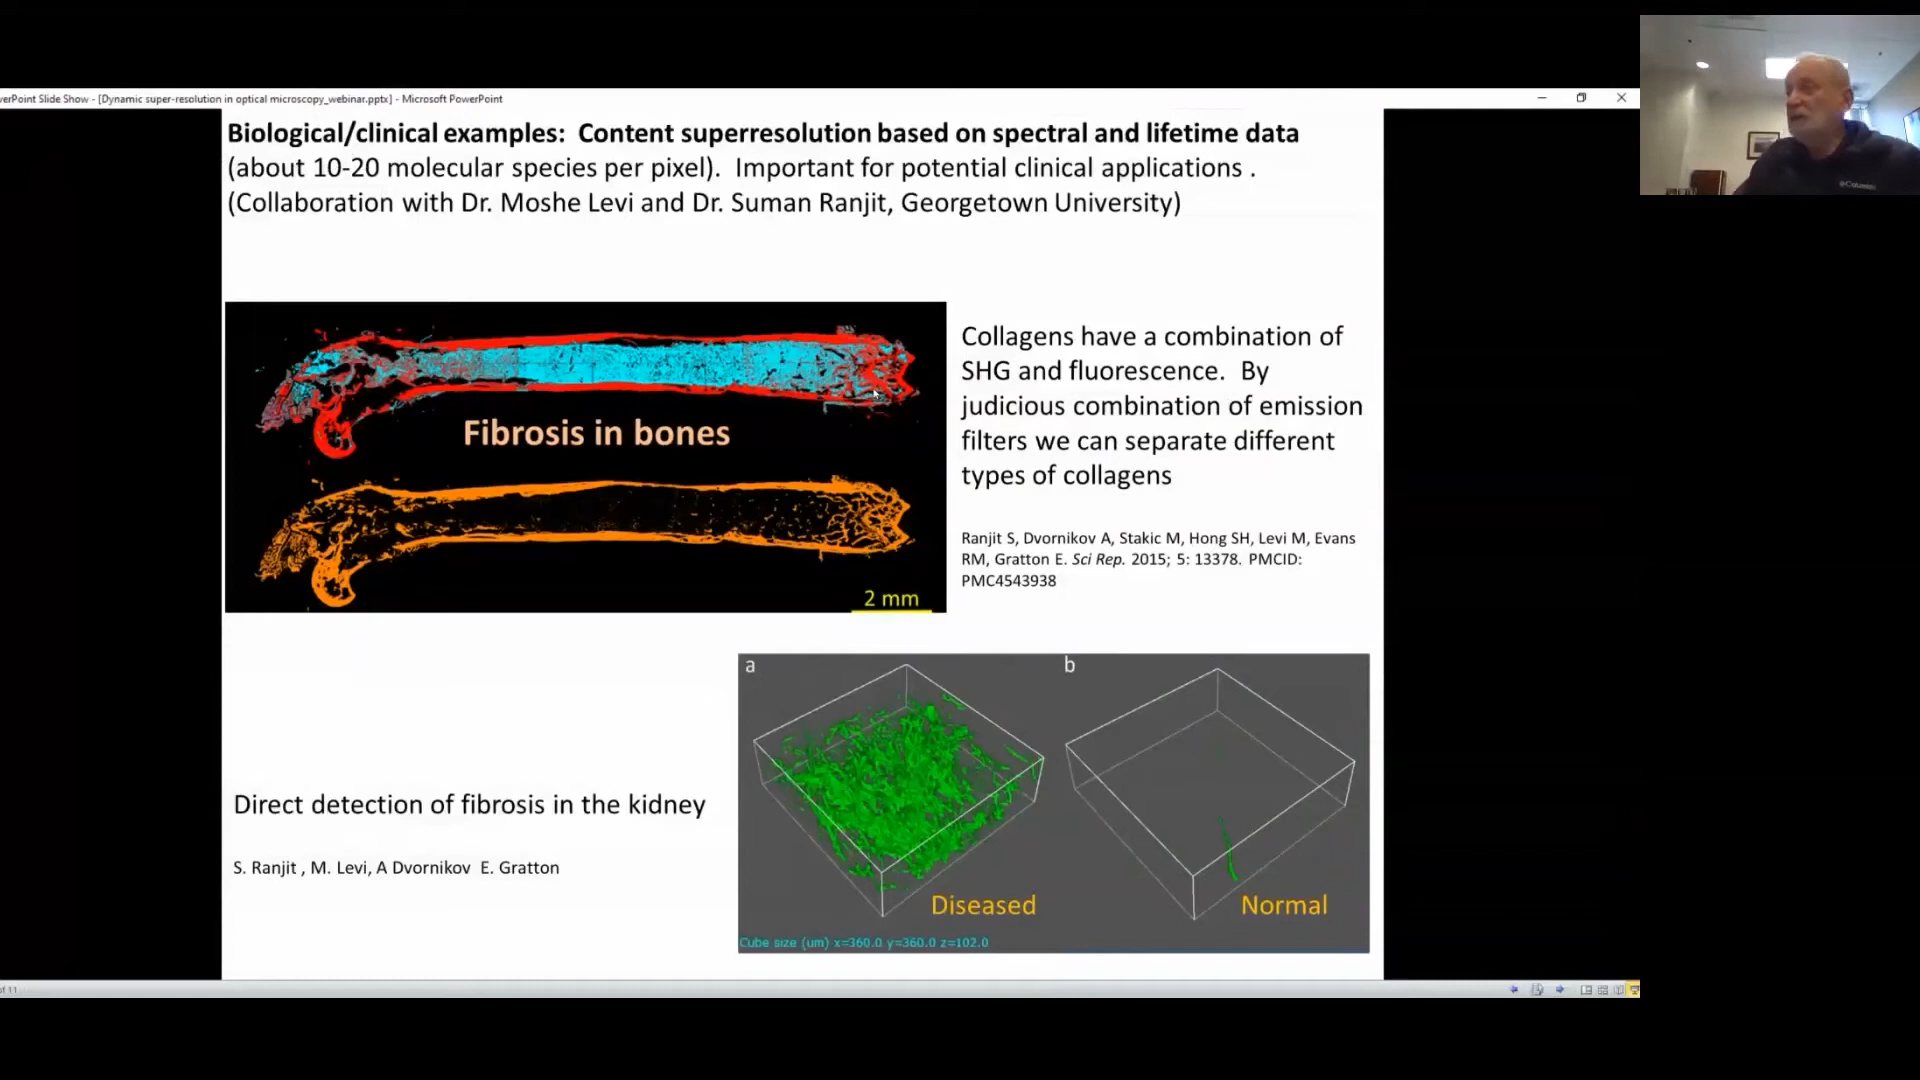 verPoint Slide Show - [Dynamic super-resolution in optical microscopy_webinar.pptx] - Microsoft PowerPoint
Biological/clinical examples: Content superresolution based on spectral and lifetime data
(about 10-20 molecular species per pixel). Important for potential clinical applications .
(Collaboration with Dr. Moshe Levi and Dr. Suman Ranjit, Georgetown University)
Fibrosis in bones
2 mm
Collagens have a combination of
SHG and fluorescence. By
judicious combination of emission
filters we can separate different
types of collagens
Ranjit S, Dvornikov A, Stakic M, Hong SH, Levi M, Evans
RM, Gratton E. Sci Rep. 2015; 5: 13378. PMCID:
PMC4543938
a
b
Diseased
Normal
Cube size (um) x=360.0 y=360.0 z=102.0
Direct detection of fibrosis in the kidney
S. Ranjit , M. Levi, A Dvornikov E. Gratton
of 11
Columbia